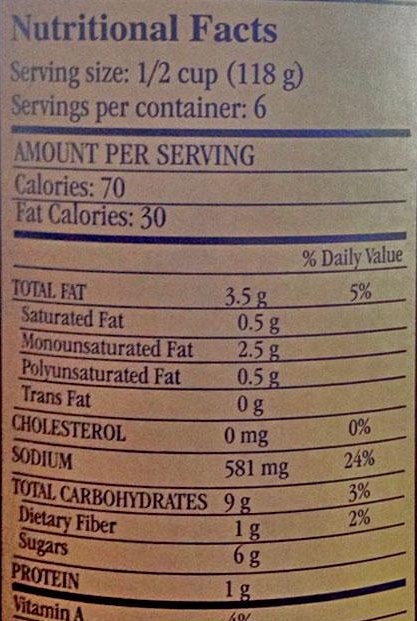 Nutritional Facts
Serving size: 1/2 cup (118 g)
Servings per container: 6
AMOUNT PER SERVING
Calories: 70
Fat Calories: 30
% Daily Value
TOTAL FAT 3.5 g 5%
Saturated Fat 0.5 g
Monounsaturated Fat 2.5 g
Polyunsaturated Fat 0.5 g
Trans Fat 0 g
CHOLESTEROL 0 mg 0%
SODIUM 581 mg 24%
TOTAL CARBOHYDRATES 9 g 3%
Dietary Fiber 1 g 2%
Sugars 6 g
PROTEIN 1 g
Vitamin A